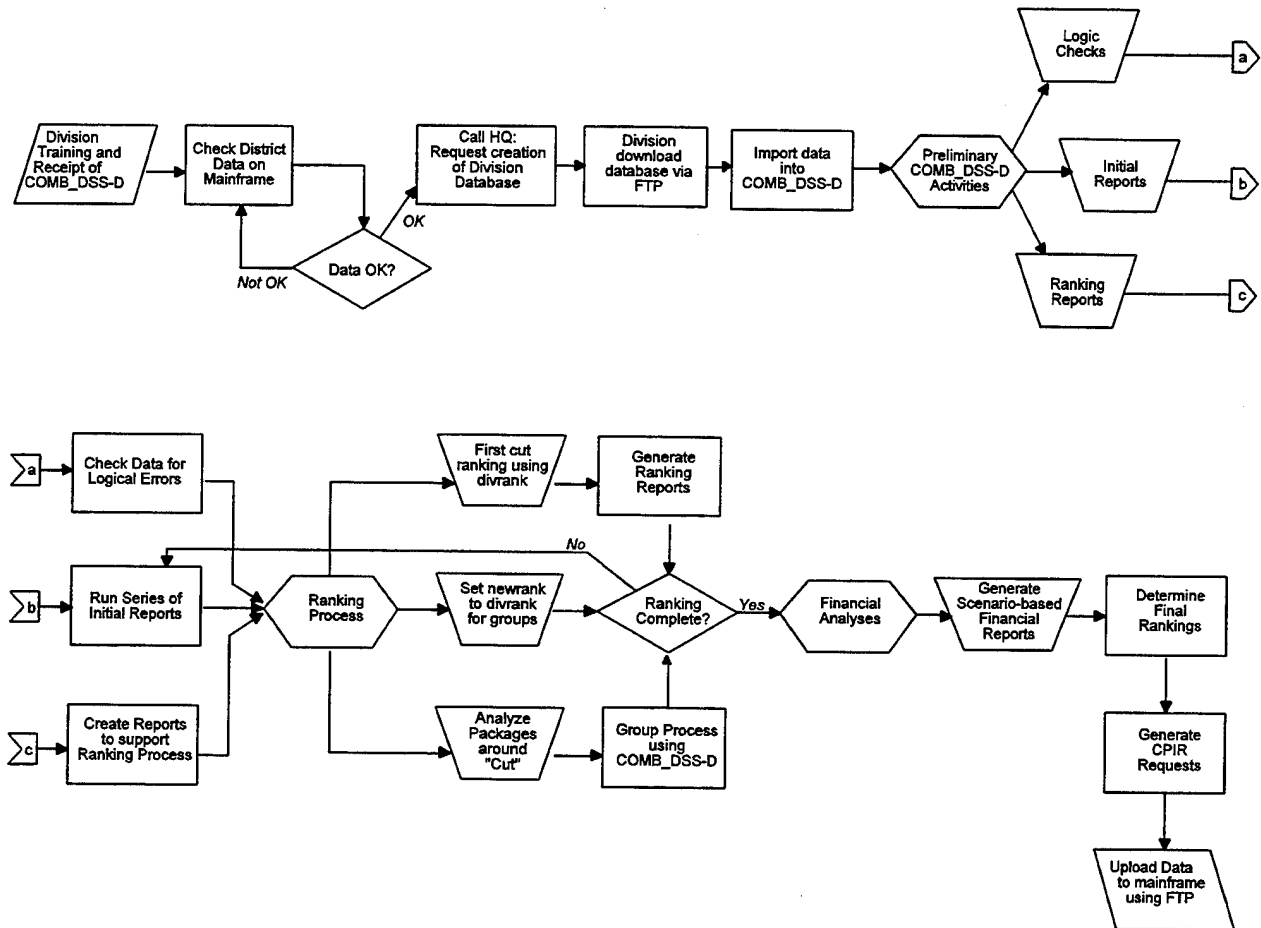 Division
Training and
Receipt of
COMB_DSS-D
Check District
Data on
Mainframe
Data OK?
Not OK
OK
Call HQ:
Request creation
of Division
Database
Division
download
database via
FTP
Import data
into
COMB_DSS-D
Preliminary
COMB_DSS-D
Activities
Logic
Checks
a
Initial
Reports
b
Ranking
Reports
c
a
Check Data for
Logical Errors
b
Run Series of
Initial Reports
c
Create Reports
to support
Ranking Process
Ranking
Process
First cut
ranking using
divrank
Generate
Ranking
Reports
No
Set newrank
to divrank
for groups
Ranking
Complete?
Yes
Analyze
Packages
around
"Cut"
Group Process
using
COMB_DSS-D
Financial
Analyses
Generate
Scenario-based
Financial
Reports
Determine
Final
Rankings
Generate
CPIR
Requests
Upload Data
to mainframe
using FTP